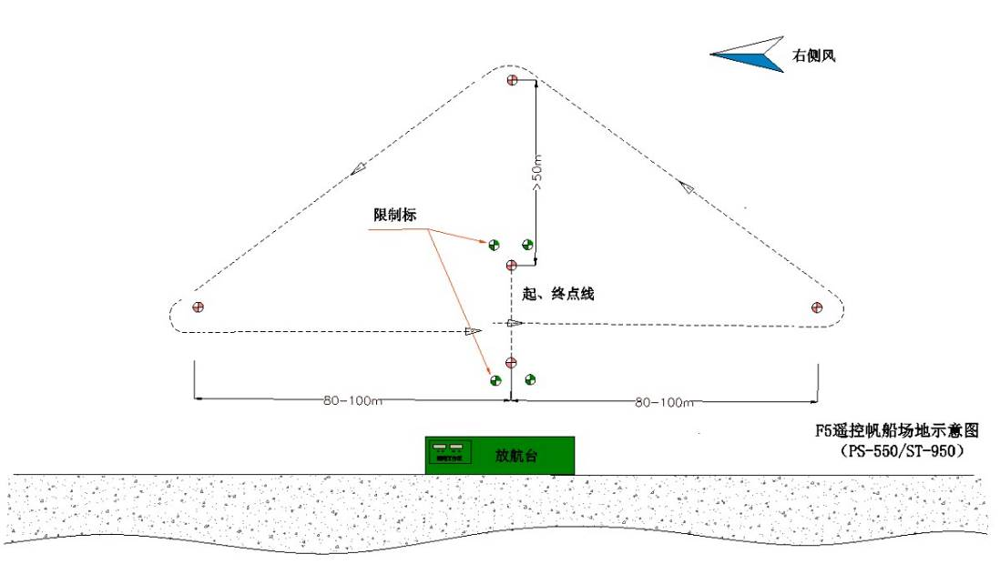 右侧风
>50m
限制标
起、终点线
80-100m
80-100m
F5遥控帆船场地示意图
（PS-550/ST-950）
放航台